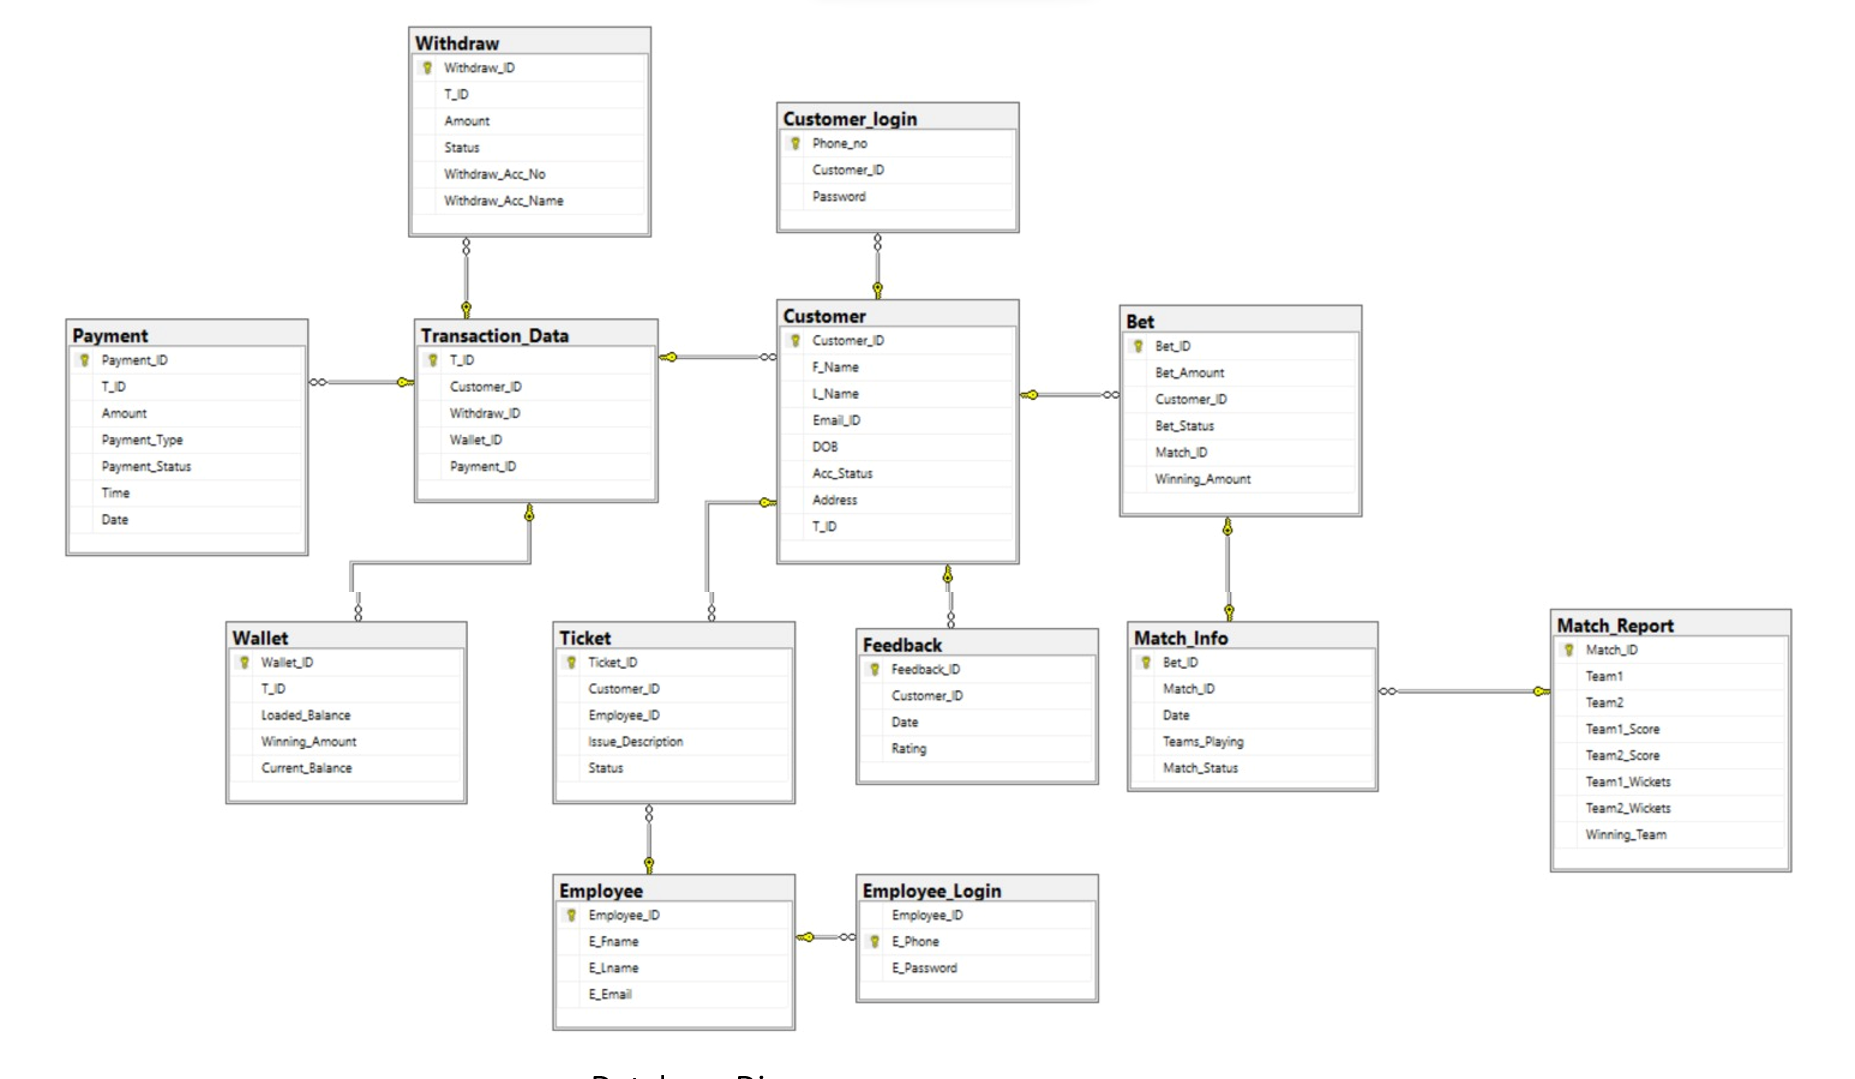 Withdraw
Withdraw_ID
T_ID
Amount
Status
Withdraw_Acc_No
Withdraw_Acc_Name
Customer_login
Phone_no
Customer_ID
Password
Payment
Payment_ID
T_ID
Amount
Payment_Type
Payment_Status
Time
Date
Transaction_Data
T_ID
Customer_ID
Withdraw_ID
Wallet_ID
Payment_ID
Customer
Customer_ID
F_Name
L_Name
Email_ID
DOB
Acc_Status
Address
T_ID
Bet
Bet_ID
Bet_Amount
Customer_ID
Bet_Status
Match_ID
Winning_Amount
Wallet
Wallet_ID
T_ID
Loaded_Balance
Winning_Amount
Current_Balance
Ticket
Ticket_ID
Customer_ID
Employee_ID
Issue_Description
Status
Feedback
Feedback_ID
Customer_ID
Date
Rating
Match_Info
Bet_ID
Match_ID
Date
Teams_Playing
Match_Status
Match_Report
Match_ID
Team1
Team2
Team1_Score
Team2_Score
Team1_Wickets
Team2_Wickets
Winning_Team
Employee
Employee_ID
E_Fname
E_Lname
E_Email
Employee_Login
Employee_ID
E_Phone
E_Password